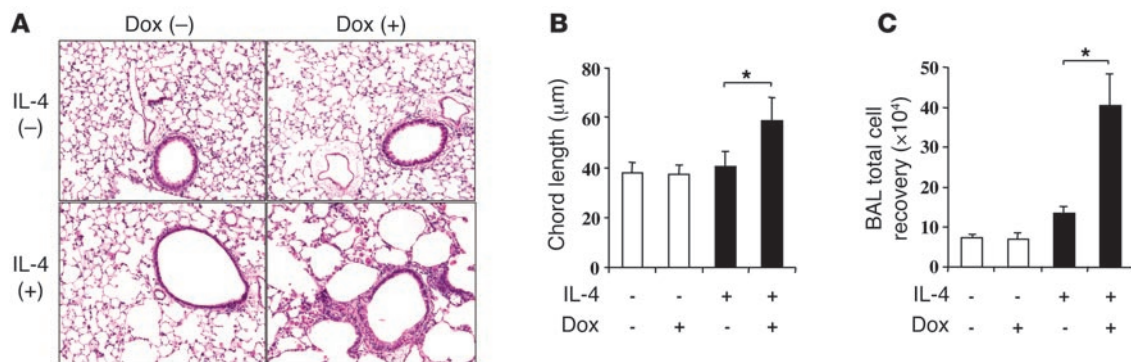 A
Dox (–)
Dox (+)
IL-4
(–)
IL-4
(+)
B
Chord length (μm)
80
60
40
20
0
*
IL-4 - - + +
Dox - + - +
C
BAL total cell
recovery (×10⁴)
50
40
30
20
10
0
*
IL-4 - - + +
Dox - + - +